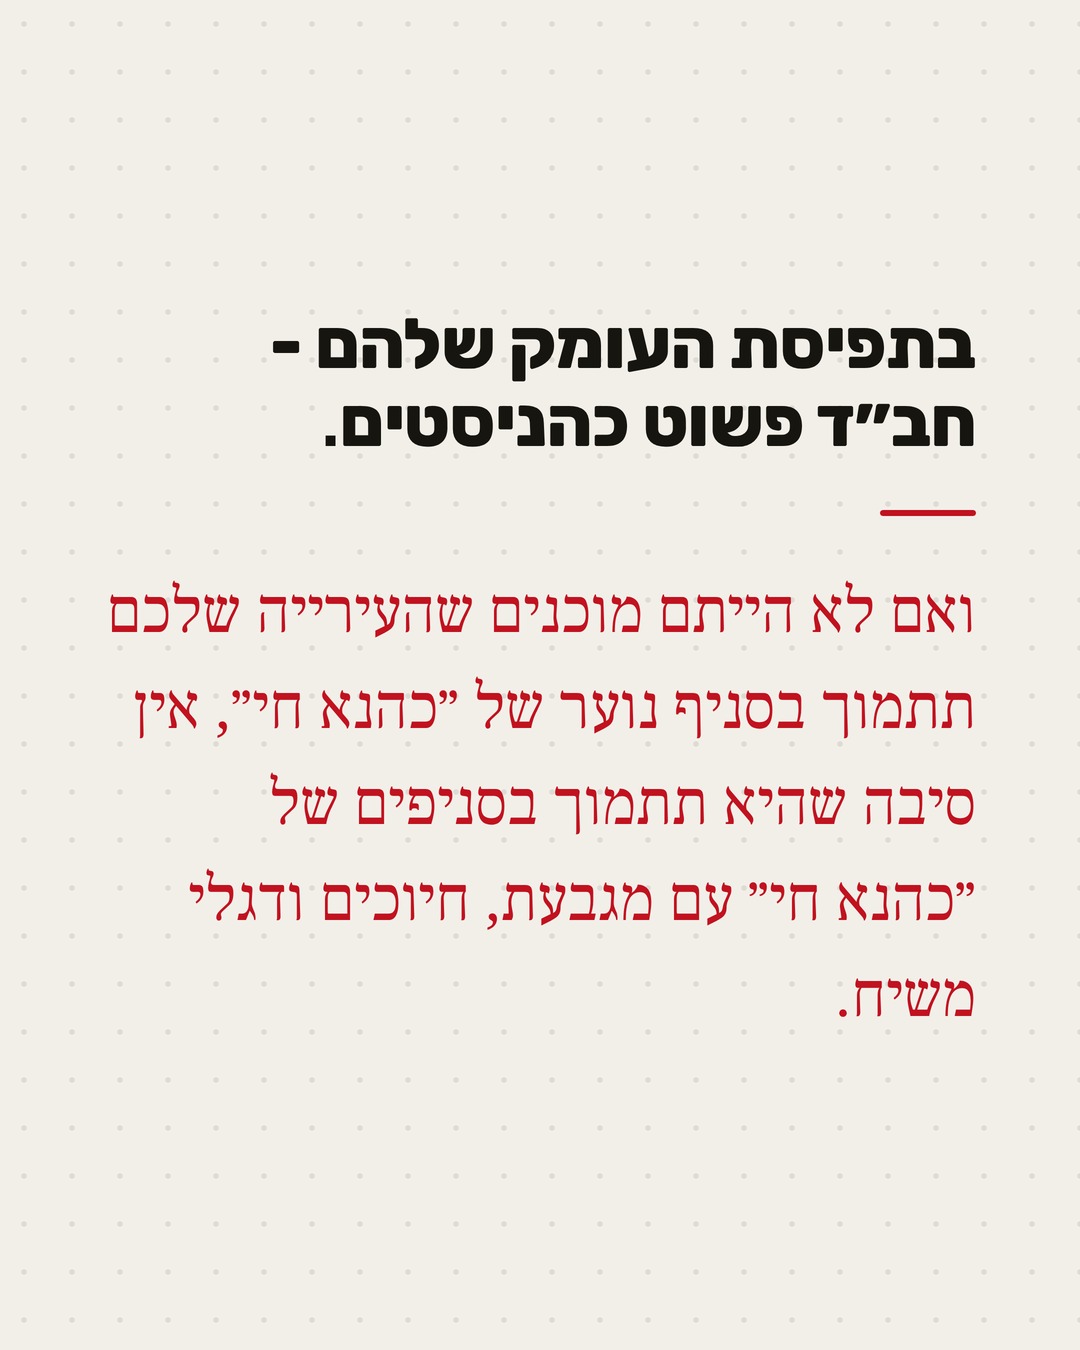 בתפיסת העומק שלהם -
חב״ד פשוט כהניסטים.
ואם לא הייתם מוכנים שהעירייה שלכם
תתמוך בסניף נוער של ״כהנא חי״, אין
סיבה שהיא תתמוך בסניפים של
״כהנא חי״ עם מגבעת, חיוכים ודגלי
משיח.